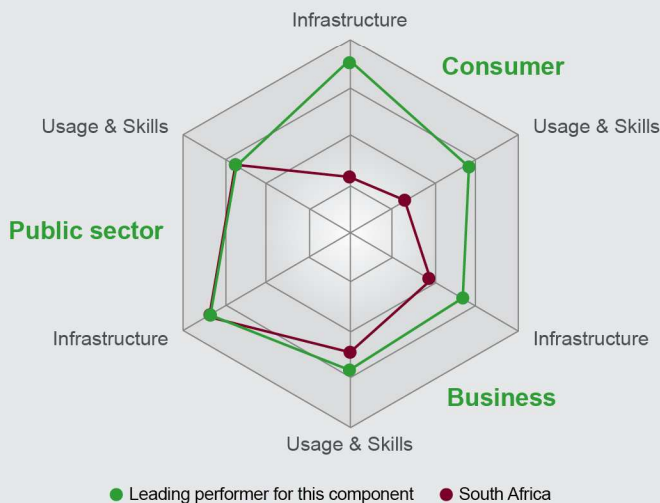 Infrastructure
Consumer
Usage & Skills
Usage & Skills
Public sector
Infrastructure
Infrastructure
Business
Usage & Skills
Leading performer for this component
South Africa